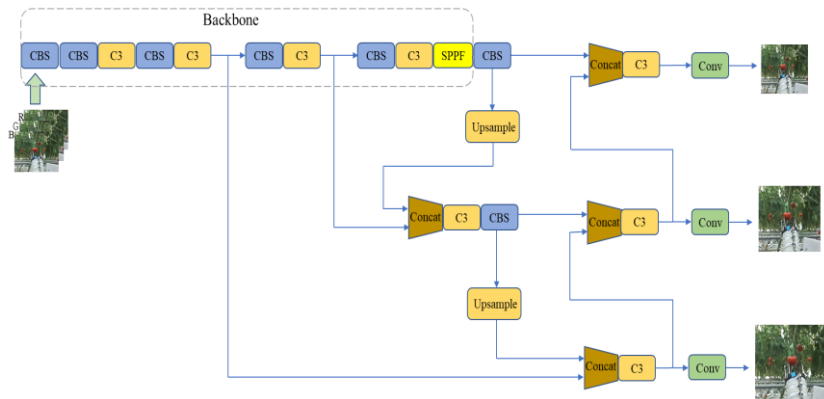 Backbone
CBS CBS C3 CBS C3 CBS C3 CBS C3 SPPF CBS
Concat C3 Conv
R
G
B
Upsample
Concat C3 CBS
Concat C3 Conv
Upsample
Concat C3 Conv